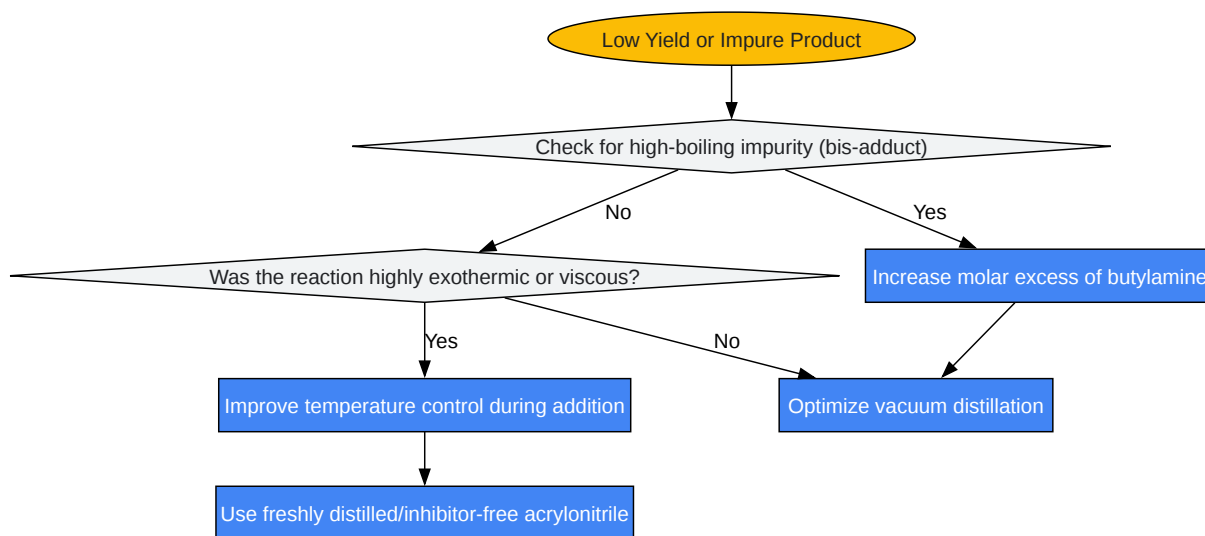 Low Yield or Impure Product
Check for high-boiling impurity (bis-adduct)
No
Yes
Was the reaction highly exothermic or viscous?
Increase molar excess of butylamine
Yes
No
Improve temperature control during addition
Optimize vacuum distillation
Use freshly distilled/inhibitor-free acrylonitrile